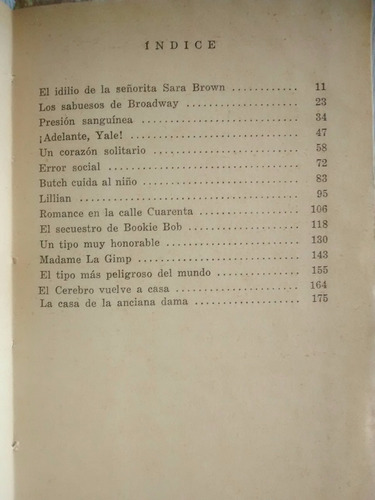 ÍNDICE
El idilio de la señorita Sara Brown ............ 11
Los sabuesos de Broadway .................... 23
Presión sanguínea ........................... 34
¡Adelante, Yale! ............................ 47
Un corazón solitario ........................ 58
Error social ................................ 72
Butch cuida al niño ......................... 83
Lillian ..................................... 95
Romance en la calle Cuarenta ................ 106
El secuestro de Bookie Bob .................. 118
Un tipo muy honorable ....................... 130
Madame La Gimp .............................. 143
El tipo más peligroso del mundo ............. 155
El Cerebro vuelve a casa .................... 164
La casa de la anciana dama .................. 175